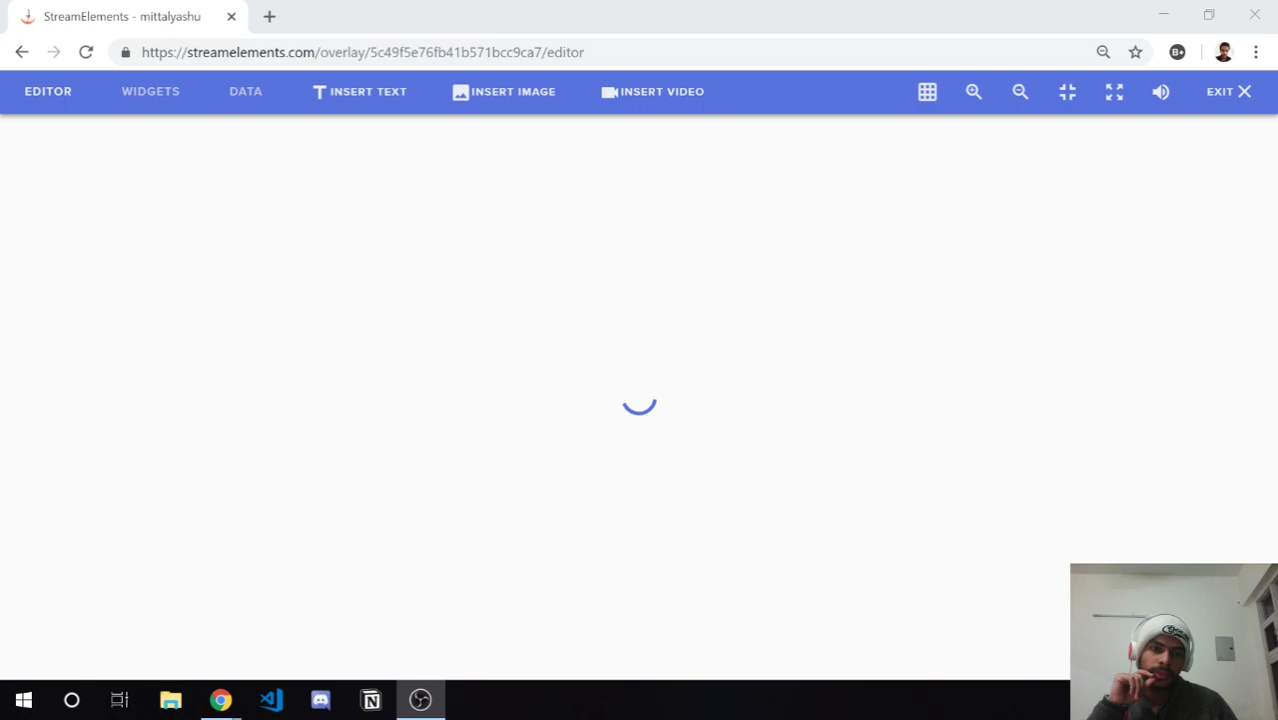 StreamElements - mittalyashu
https://streamelements.com/overlay/5c49f5e76fb41b571bcc9ca7/editor
B+
EDITOR WIDGETS DATA INSERT TEXT INSERT IMAGE INSERT VIDEO EXIT